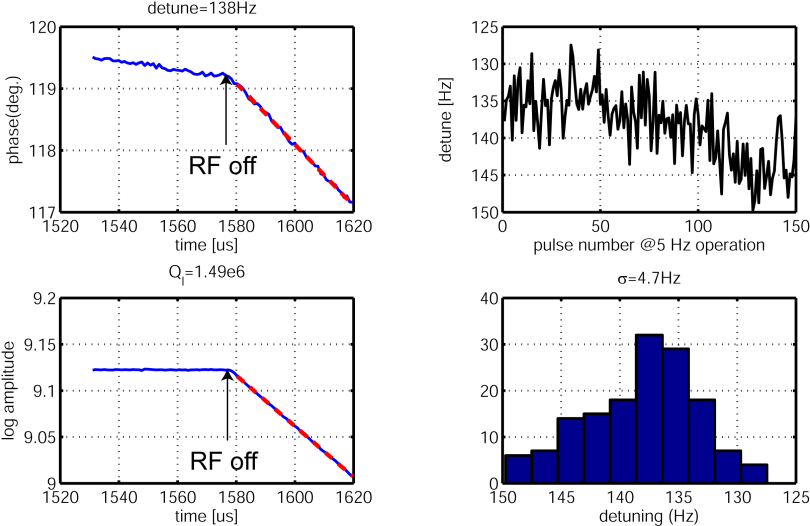 detune=138Hz
120
119
118
117
phase(deg.)
RF off
1520 1540 1560 1580 1600 1620
time [us]
125
130
135
140
145
150
detune [Hz]
0 50 100 150
pulse number @5 Hz operation
Q_l=1.49e6
9.2
9.15
9.1
9.05
9
log amplitude
RF off
1520 1540 1560 1580 1600 1620
time [us]
σ=4.7Hz
40
30
20
10
0
150 145 140 135 130 125
detuning (Hz)